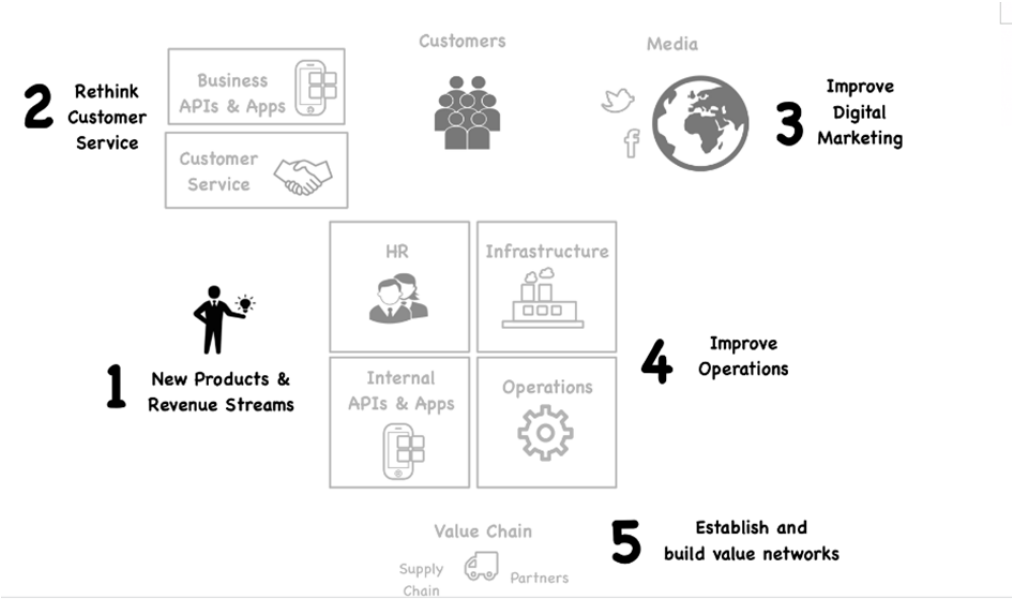 Customers
Media
2
Rethink
Customer
Service
Business
APIs & Apps
Customer
Service
3
Improve
Digital
Marketing
HR
Infrastructure
1
New Products &
Revenue Streams
Internal
APIs & Apps
Operations
4
Improve
Operations
Value Chain
Supply
Chain
Partners
5
Establish and
build value networks